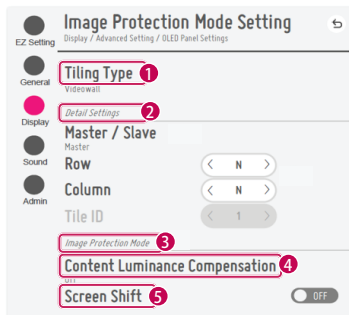 Image Protection Mode Setting
Display / Advanced Setting / OLED Panel Settings
EZ Setting
General
Display
Sound
Admin
Tiling Type 1
Videowall
Detail Settings 2
Master / Slave
Master
Row < N >
Column < N >
Tile ID < 1 >
Image Protection Mode 3
Content Luminance Compensation 4
Off
Screen Shift 5
OFF